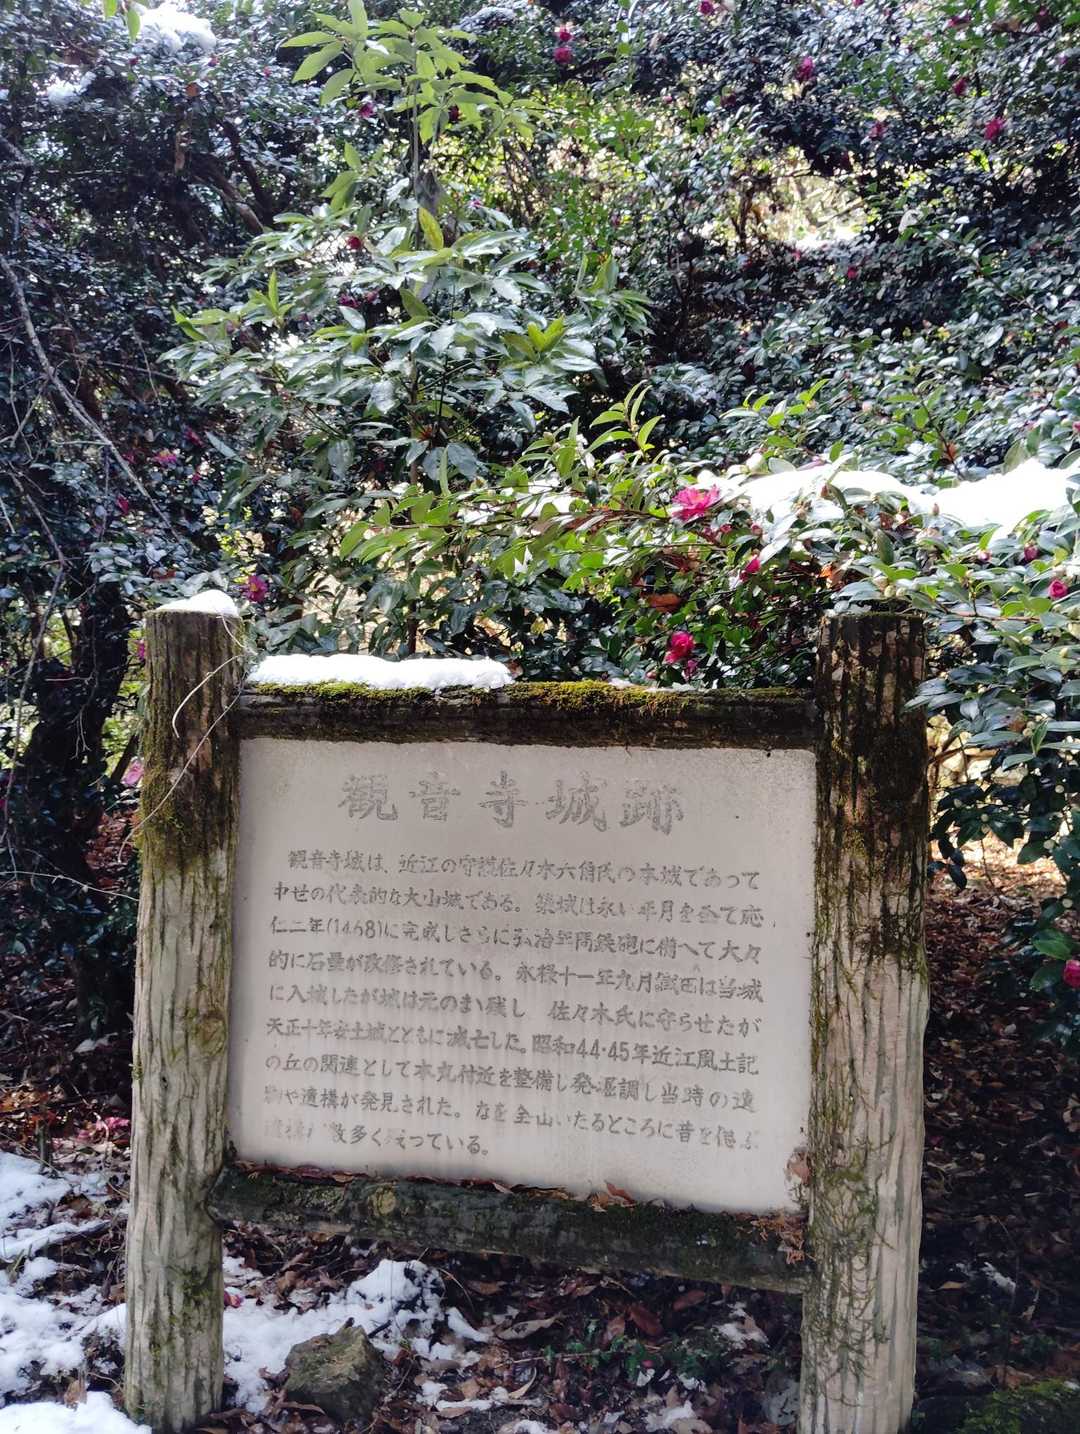 観音寺城跡
観音寺城は、近江の守護佐々木六角氏の本城であって
中せの代表的な大山城である。築城は永い年月を全て応
仁二年(1468)に完成しさらに弘治年間鉄砲に備へて大々
的に石塁が改修されている。永禄十一年九月織田は当城
に入城したが城は元のまゝ残し 佐々木氏に守らせたが
天正十年安土城とともに滅亡した。昭和44・45年近江風土記
の丘の関連として本丸付近を整備し発掘調し当時の遺
物や遺構が発見された。なを全山いたるところに昔を偲ぶ
遺構が数多く残っている。